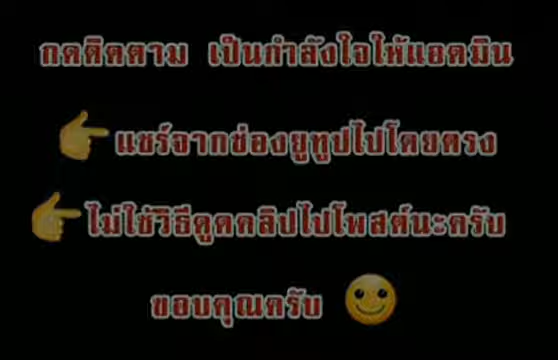 กดติดตาม เป็นกำลังใจให้แอดมิน
👉แชร์จากช่องยูทูปไปโดยตรง
👉ไม่ใช้วิธีดูดคลิปไปโพสต์นะครับ
ขอบคุณครับ 🙂